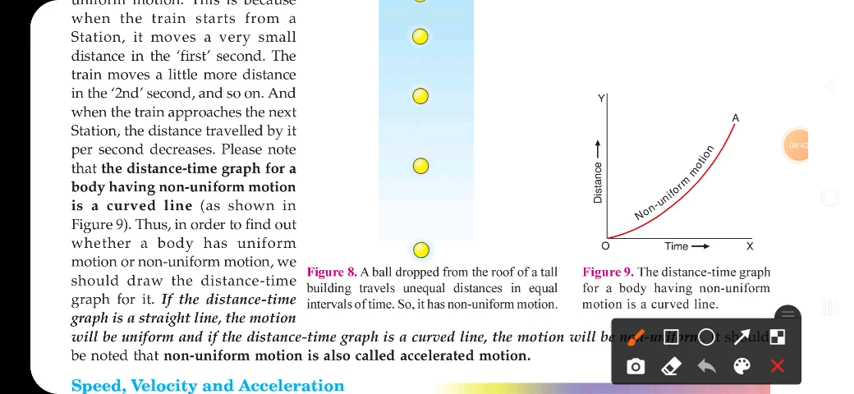 uniform motion. This is because
when the train starts from a
Station, it moves a very small
distance in the ‘first’ second. The
train moves a little more distance
in the ‘2nd’ second, and so on. And
when the train approaches the next
Station, the distance travelled by it
per second decreases. Please note
that the distance-time graph for a
body having non-uniform motion
is a curved line (as shown in
Figure 9). Thus, in order to find out
whether a body has uniform
motion or non-uniform motion, we
should draw the distance-time
graph for it. If the distance-time
graph is a straight line, the motion
will be uniform and if the distance-time graph is a curved line, the motion will be non-uniform. It should
be noted that non-uniform motion is also called accelerated motion.
Figure 8. A ball dropped from the roof of a tall
building travels unequal distances in equal
intervals of time. So, it has non-uniform motion.
Y
A
Distance
Non-uniform motion
O
Time
X
Figure 9. The distance-time graph
for a body having non-uniform
motion is a curved line.
Speed, Velocity and Acceleration